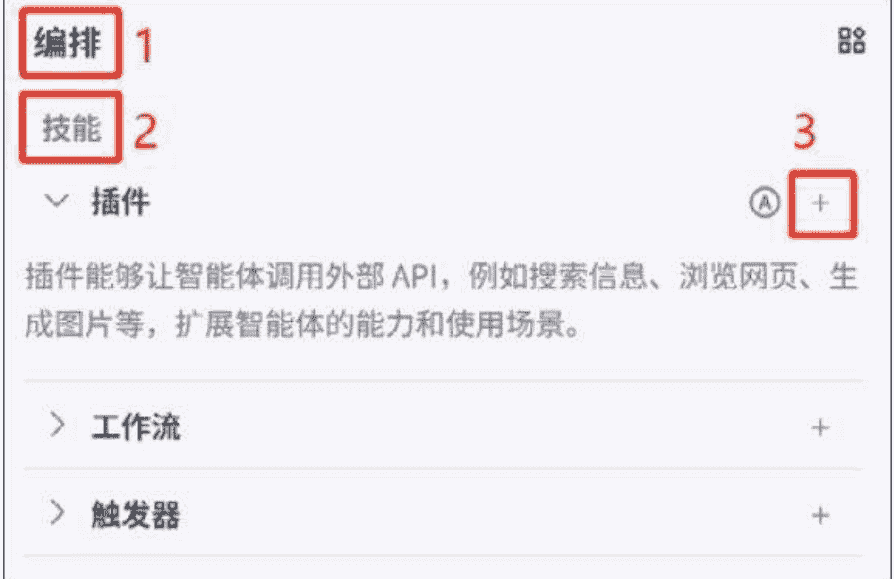 编排 1
技能 2
3
插件 A +
插件能够让智能体调用外部 API，例如搜索信息、浏览网页、生
成图片等，扩展智能体的能力和使用场景。
工作流 +
触发器 +